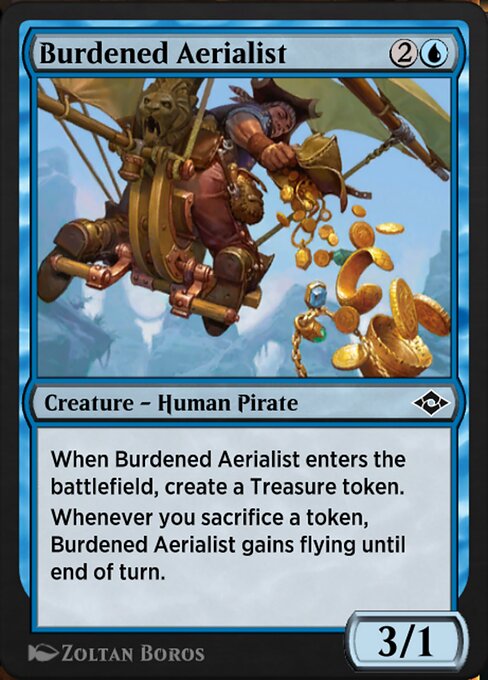 Burdened Aerialist 2
Creature – Human Pirate
When Burdened Aerialist enters the
battlefield, create a Treasure token.
Whenever you sacrifice a token,
Burdened Aerialist gains flying until
end of turn.
3/1
Zoltan Boros